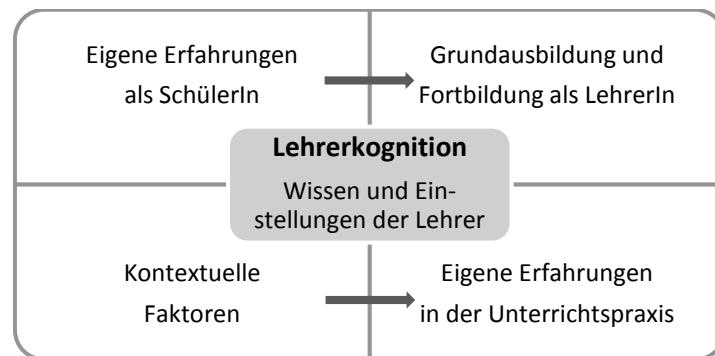 Eigene Erfahrungen
als SchülerIn
Grundausbildung und
Fortbildung als LehrerIn
Lehrerkognition
Wissen und Ein-
stellungen der Lehrer
Kontextuelle
Faktoren
Eigene Erfahrungen
in der Unterrichtspraxis